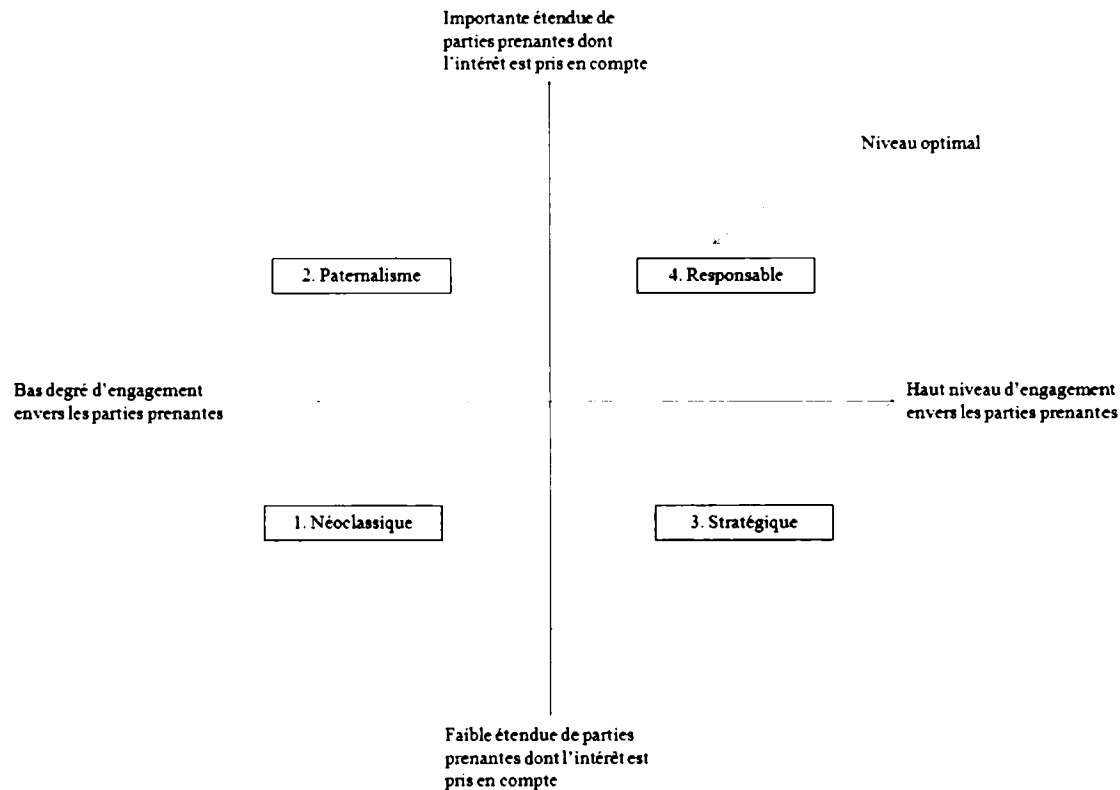 Importante étendue de
parties prenantes dont
l'intérêt est pris en compte
Niveau optimal
2. Paternalisme
4. Responsable
Bas degré d'engagement
envers les parties prenantes
Haut niveau d'engagement
envers les parties prenantes
1. Néoclassique
3. Stratégique
Faible étendue de parties
prenantes dont l'intérêt est
pris en compte